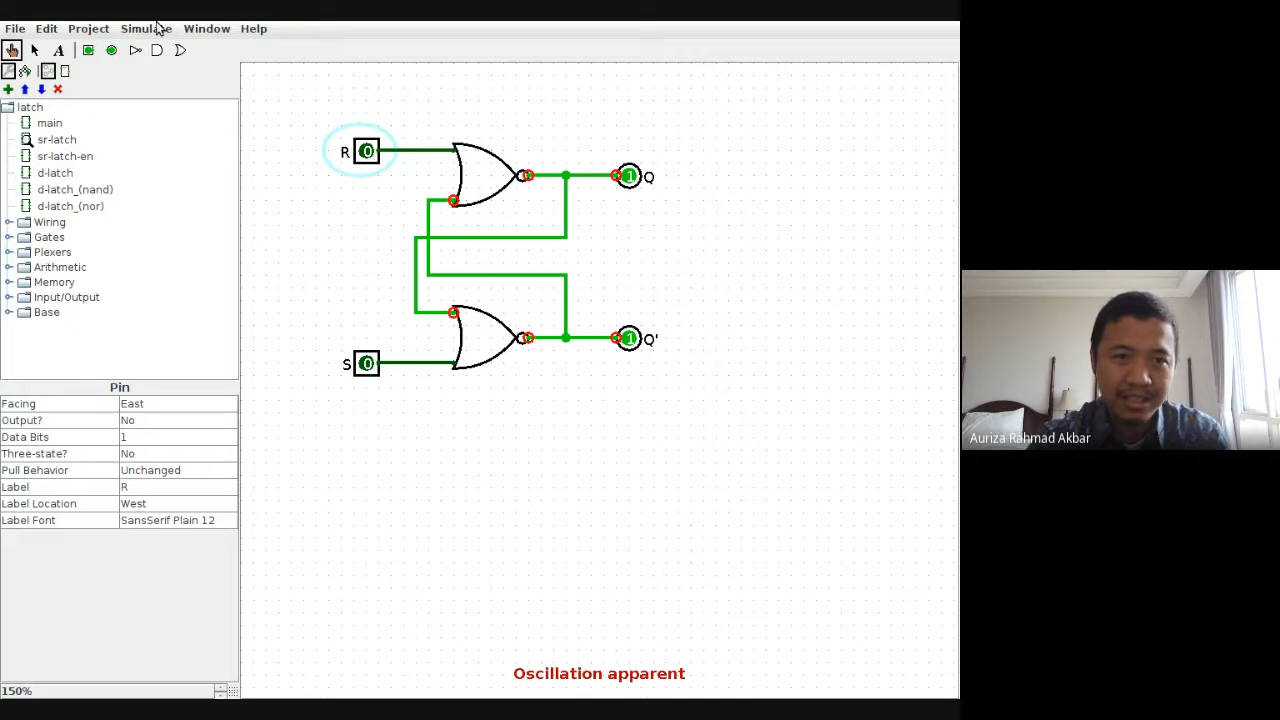 File Edit Project Simulate Window Help
A
latch
main
sr-latch
sr-latch-en
d-latch
d-latch_(nand)
d-latch_(nor)
Wiring
Gates
Plexers
Arithmetic
Memory
Input/Output
Base
Pin
Facing East
Output? No
Data Bits 1
Three-state? No
Pull Behavior Unchanged
Label R
Label Location West
Label Font SansSerif Plain 12
150%
R 0
1 Q
1 Q'
S 0
Oscillation apparent
Auriza Rahmad Akbar